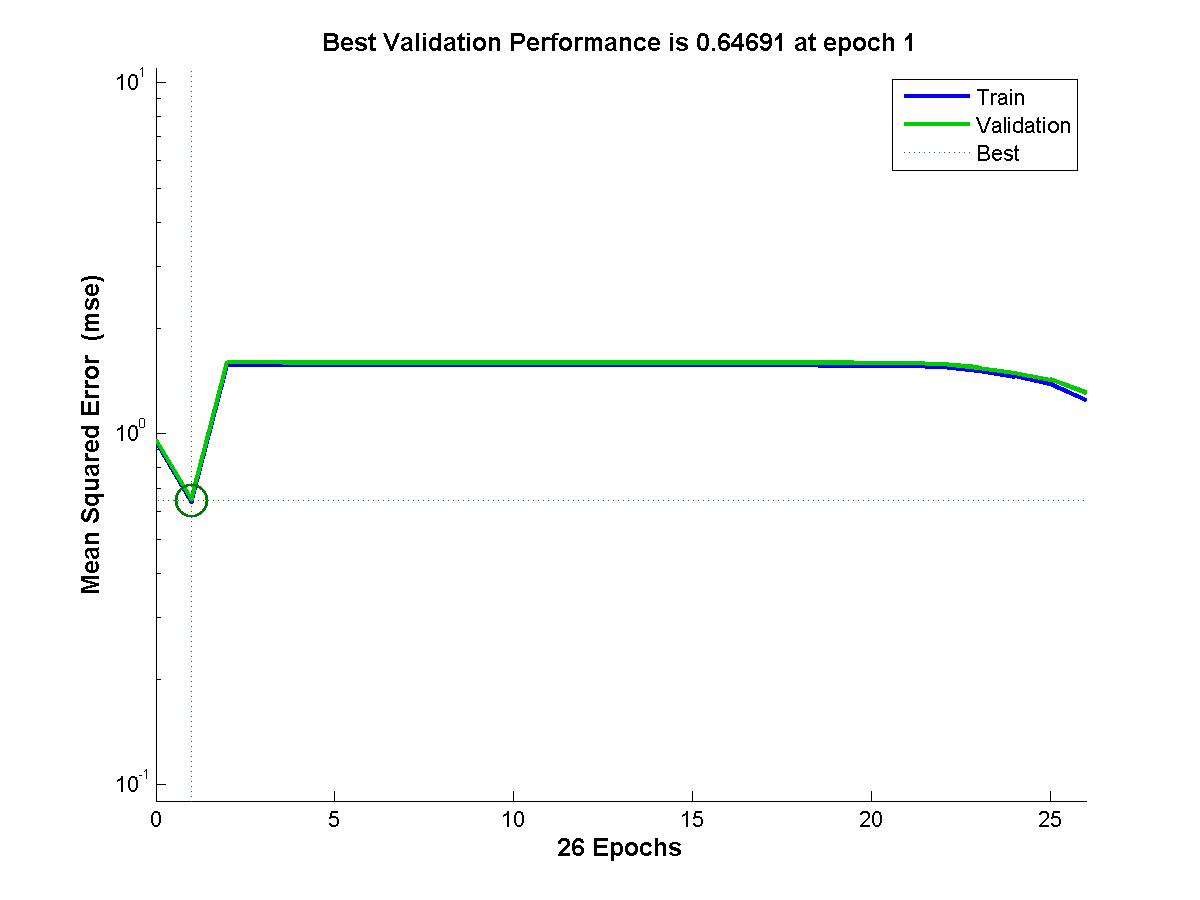 Best Validation Performance is 0.64691 at epoch 1
Train
Validation
Best
Mean Squared Error (mse)
10^1
10^0
10^-1
0 5 10 15 20 25
26 Epochs